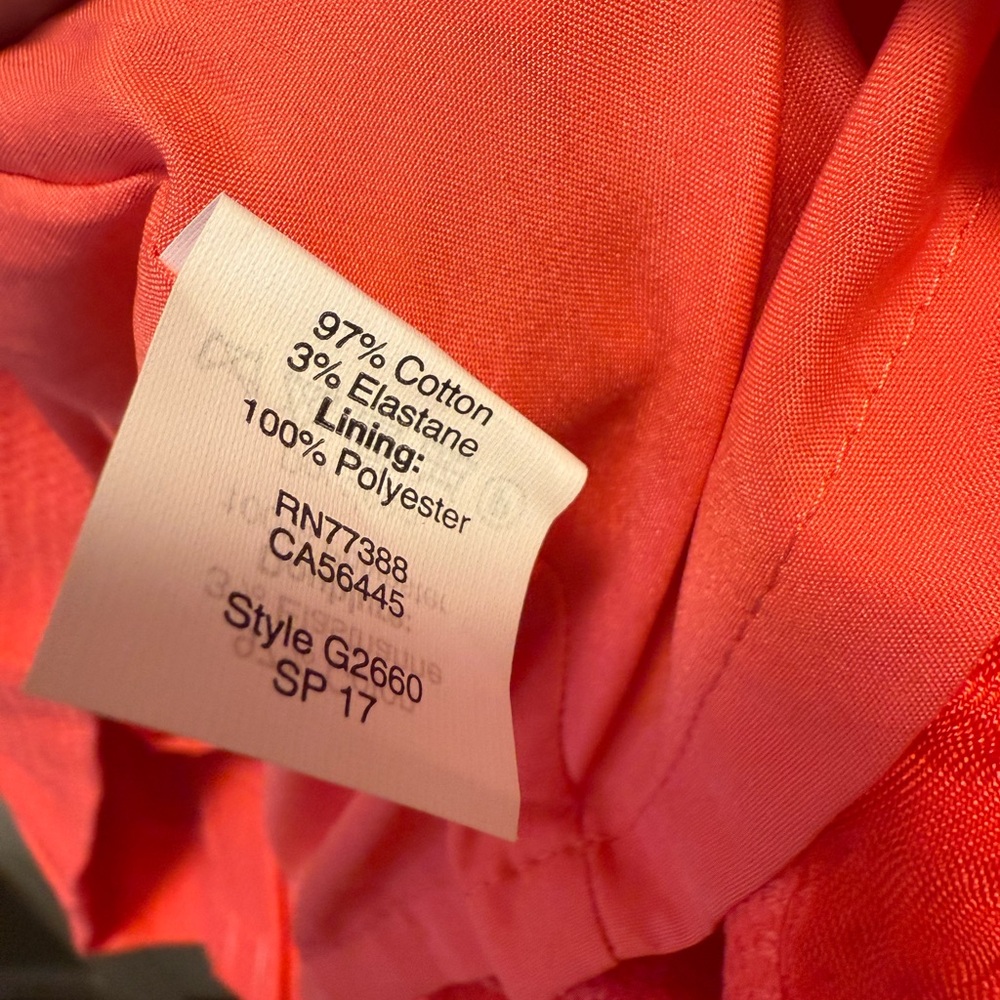 97% Cotton
3% Elastane
Lining:
100% Polyester
RN77388
CA56445
Style G2660
SP 17